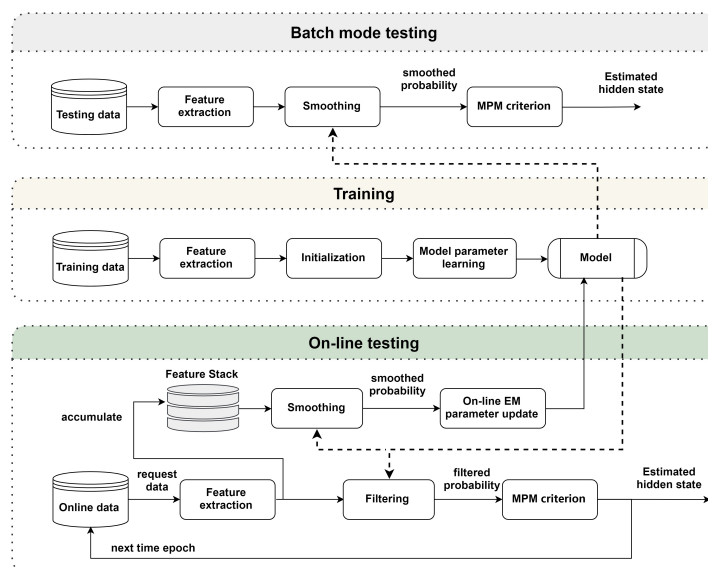 Batch mode testing
Testing data
Feature
extraction
Smoothing
smoothed
probability
MPM criterion
Estimated
hidden state
Training
Training data
Feature
extraction
Initialization
Model parameter
learning
Model
On-line testing
Feature Stack
accumulate
Smoothing
smoothed
probability
On-line EM
parameter update
Online data
request
data
Feature
extraction
Filtering
filtered
probability
MPM criterion
Estimated
hidden state
next time epoch